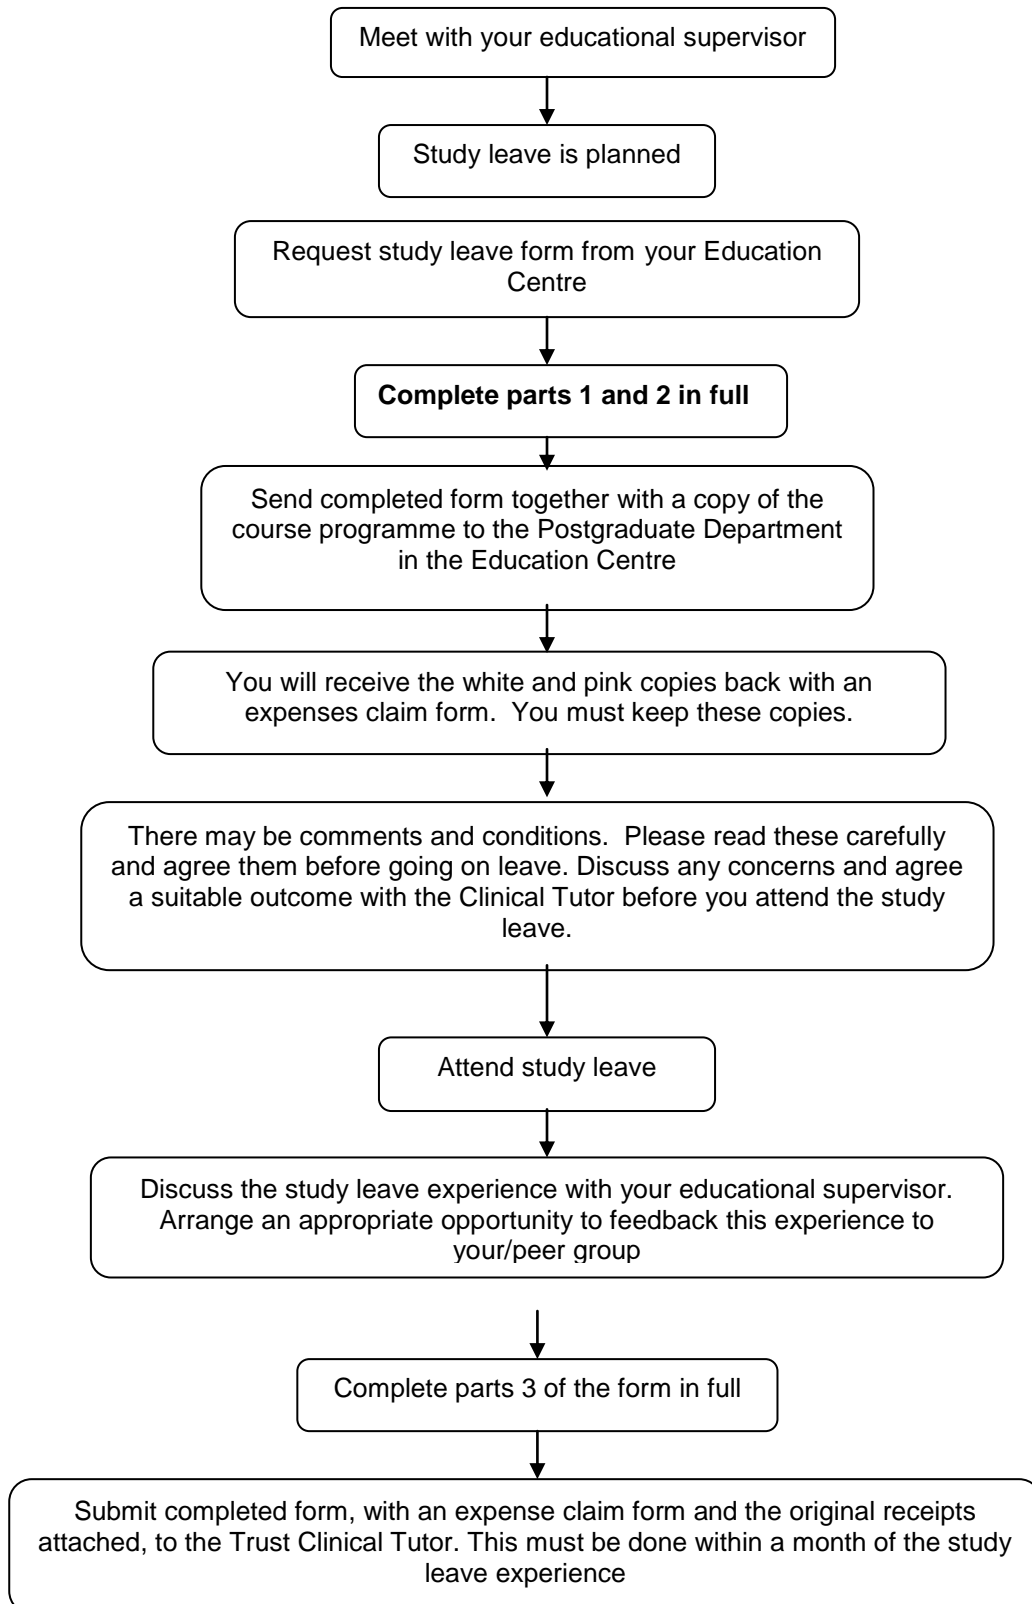 Meet with your educational supervisor
Study leave is planned
Request study leave form from your Education
Centre
Complete parts 1 and 2 in full
Send completed form together with a copy of the
course programme to the Postgraduate Department
in the Education Centre
You will receive the white and pink copies back with an
expenses claim form.  You must keep these copies.
There may be comments and conditions.  Please read these carefully
and agree them before going on leave. Discuss any concerns and agree
a suitable outcome with the Clinical Tutor before you attend the study
leave.
Attend study leave
Discuss the study leave experience with your educational supervisor.
Arrange an appropriate opportunity to feedback this experience to
your/peer group
Complete parts 3 of the form in full
Submit completed form, with an expense claim form and the original receipts
attached, to the Trust Clinical Tutor. This must be done within a month of the study
leave experience